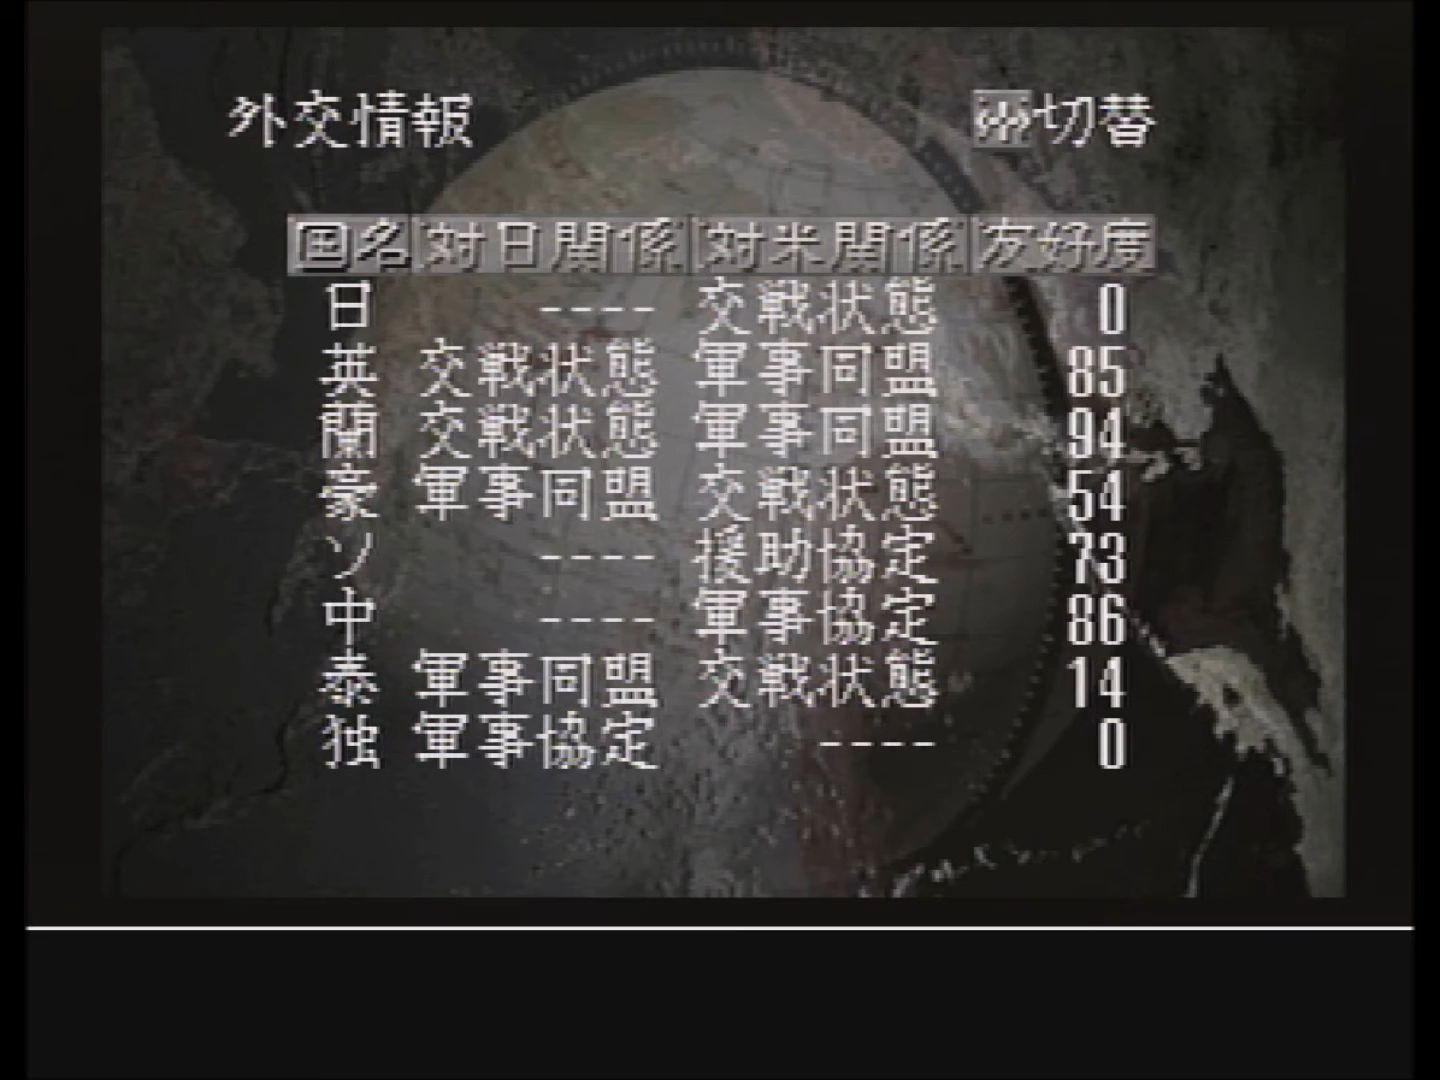 外交情報 切替
国名 対日関係 対米関係 友好度
日 ---- 交戦状態 0
英 交戦状態 軍事同盟 85
蘭 交戦状態 軍事同盟 94
豪 軍事同盟 交戦状態 54
ソ ---- 援助協定 73
中 ---- 軍事協定 86
泰 軍事同盟 交戦状態 14
独 軍事協定 ---- 0